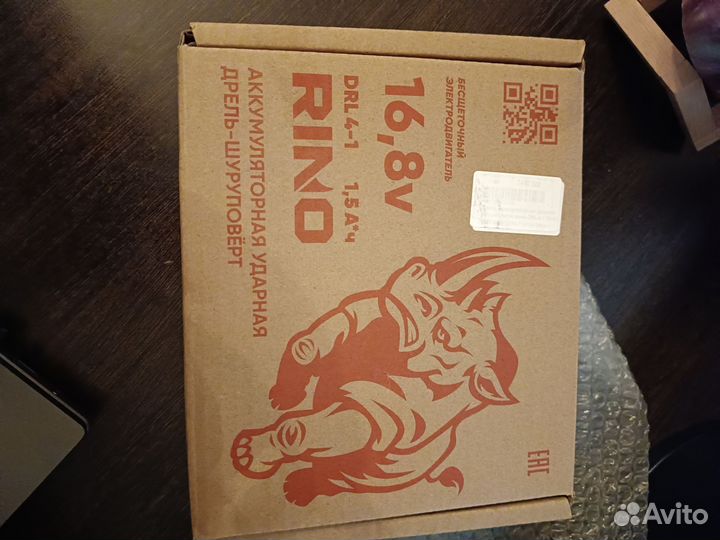 АККУМУЛЯТОРНАЯ УДАРНАЯ
ДРЕЛЬ-ШУРУПОВЁРТ
RINO
DRL 4-1 1,5 А*ч
16,8v
БЕСЩЕТОЧНЫЙ
ЭЛЕКТРОДВИГАТЕЛЬ
EAC
Avito